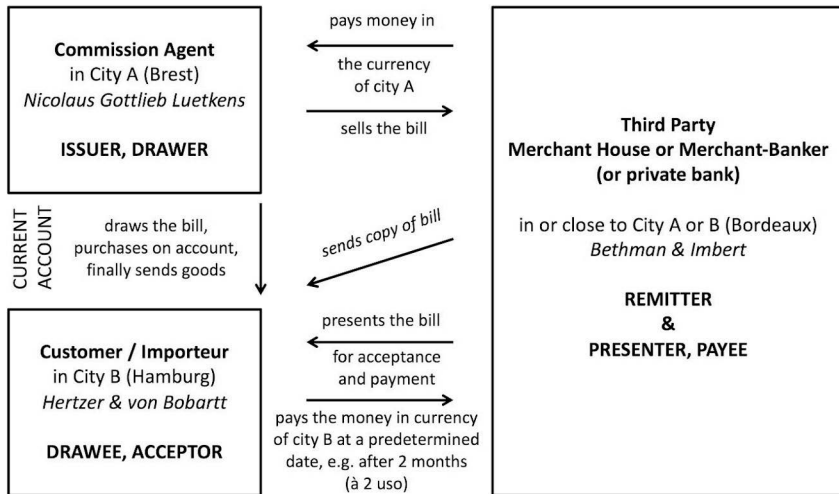 Commission Agent
in City A (Brest)
Nicolaus Gottlieb Luetkens
ISSUER, DRAWER
pays money in
the currency
of city A
sells the bill
Third Party
Merchant House or Merchant-Banker
(or private bank)
in or close to City A or B (Bordeaux)
Bethman & Imbert
REMITTER
&
PRESENTER, PAYEE
CURRENT
ACCOUNT
draws the bill,
purchases on account,
finally sends goods
sends copy of bill
Customer / Importeur
in City B (Hamburg)
Hertzer & von Bobartt
DRAWEE, ACCEPTOR
presents the bill
for acceptance
and payment
pays the money in currency
of city B at a predetermined
date, e.g. after 2 months
(à 2 uso)